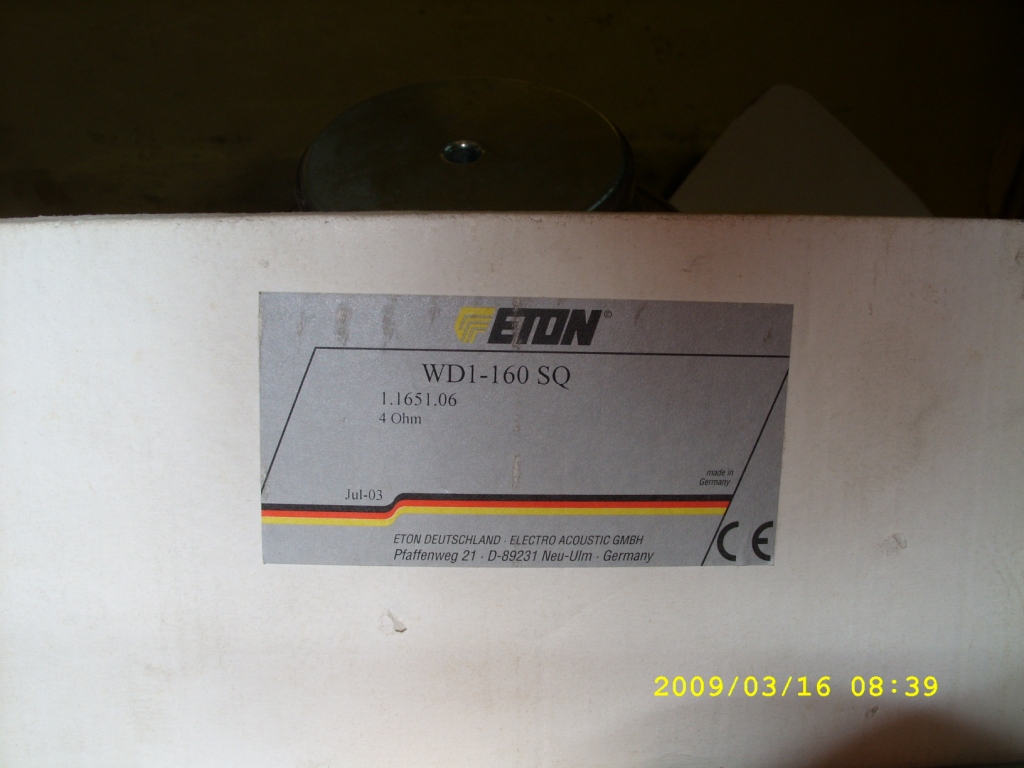 ETON©
WD1-160 SQ
1.1651.06
4 Ohm
made in
Germany
Jul-03
CE
ETON DEUTSCHLAND · ELECTRO ACOUSTIC GMBH
Pfaffenweg 21 · D-89231 Neu-Ulm · Germany
2009/03/16 08:39